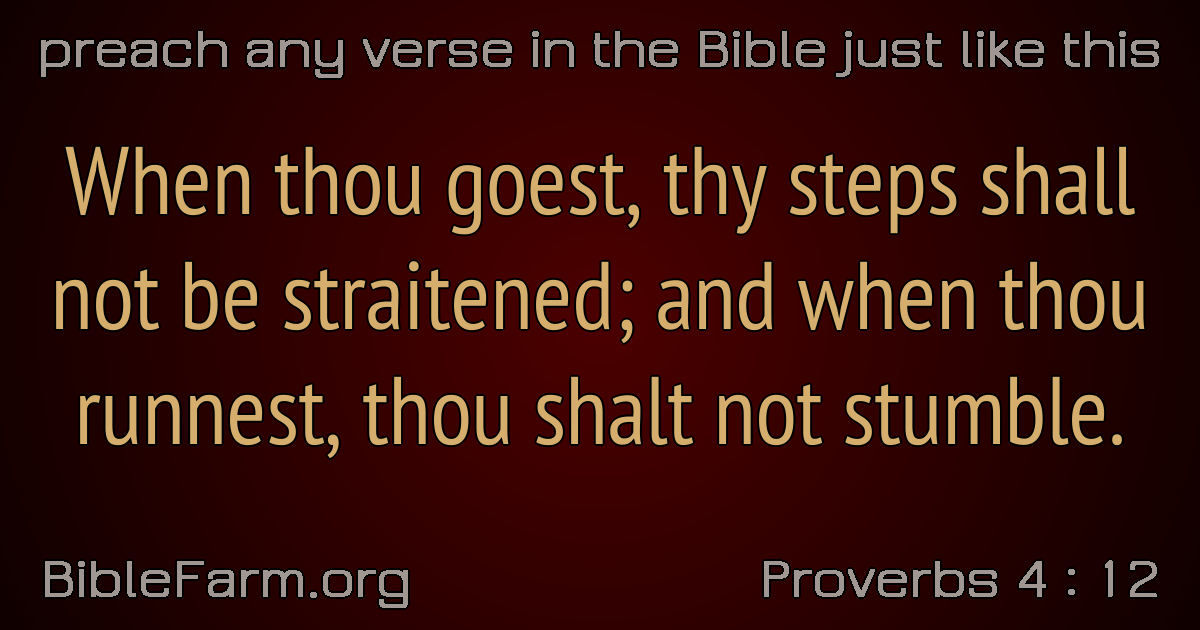 preach any verse in the Bible just like this
When thou goest, thy steps shall
not be straitened; and when thou
runnest, thou shalt not stumble.
BibleFarm.org
Proverbs 4 : 12